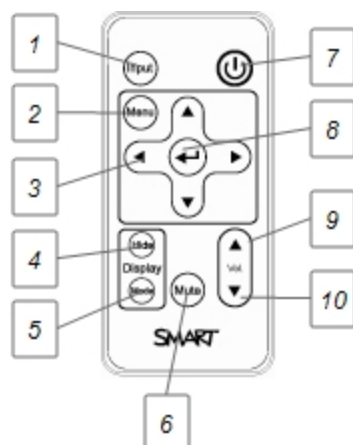 1
Input
7
2
Menu
8
3
9
4
Hide
Display
Vol.
5
Mode
Mute
10
SMART
6